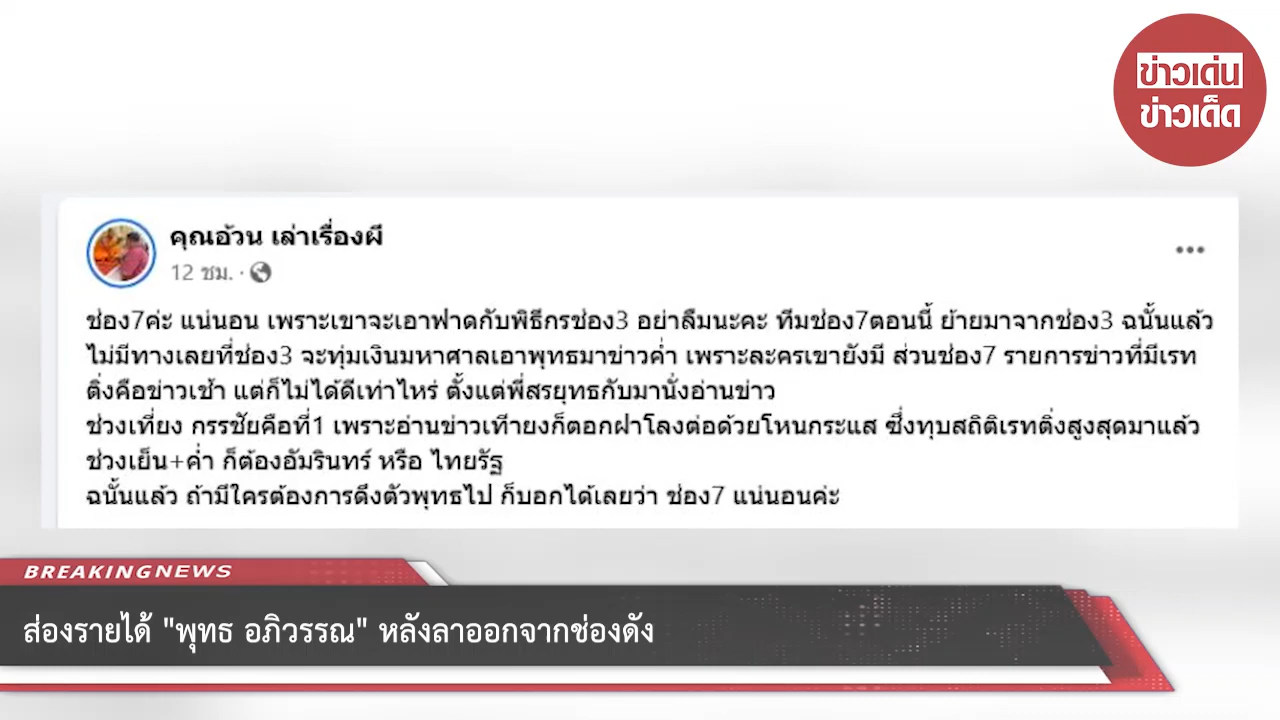 ข่าวเด่น
ข่าวเด็ด
คุณอ้วน เล่าเรื่องผี
12 ชม. ·
ช่อง7ค่ะ แน่นอน เพราะเขาจะเอาฟาดกับพิธีกรช่อง3 อย่าลืมนะคะ ทีมช่อง7ตอนนี้ ย้ายมาจากช่อง3 ฉนั้นแล้ว
ไม่มีทางเลยที่ช่อง3 จะทุ่มเงินมหาศาลเอาพุทธมาข่าวค่ำ เพราะละครเขายังมี ส่วนช่อง7 รายการข่าวที่มีเรท
ติ่งคือข่าวเช้า แต่ก็ไม่ได้ดีเท่าไหร่ ตั้งแต่พี่สรยุทธกับมานั่งอ่านข่าว
ช่วงเที่ยง กรรชัยคือที่1 เพราะอ่านข่าวเทียงก็ตอกฝาโลงต่อด้วยโหนกระแส ซึ่งทุบสถิติเรทติ่งสูงสุดมาแล้ว
ช่วงเย็น+ค่ำ ก็ต้องอัมรินทร์ หรือ ไทยรัฐ
ฉนั้นแล้ว ถ้ามีใครต้องการดึงตัวพุทธไป ก็บอกได้เลยว่า ช่อง7 แน่นอนค่ะ
BREAKINGNEWS
ส่องรายได้ "พุทธ อภิวรรณ" หลังลาออกจากช่องดัง